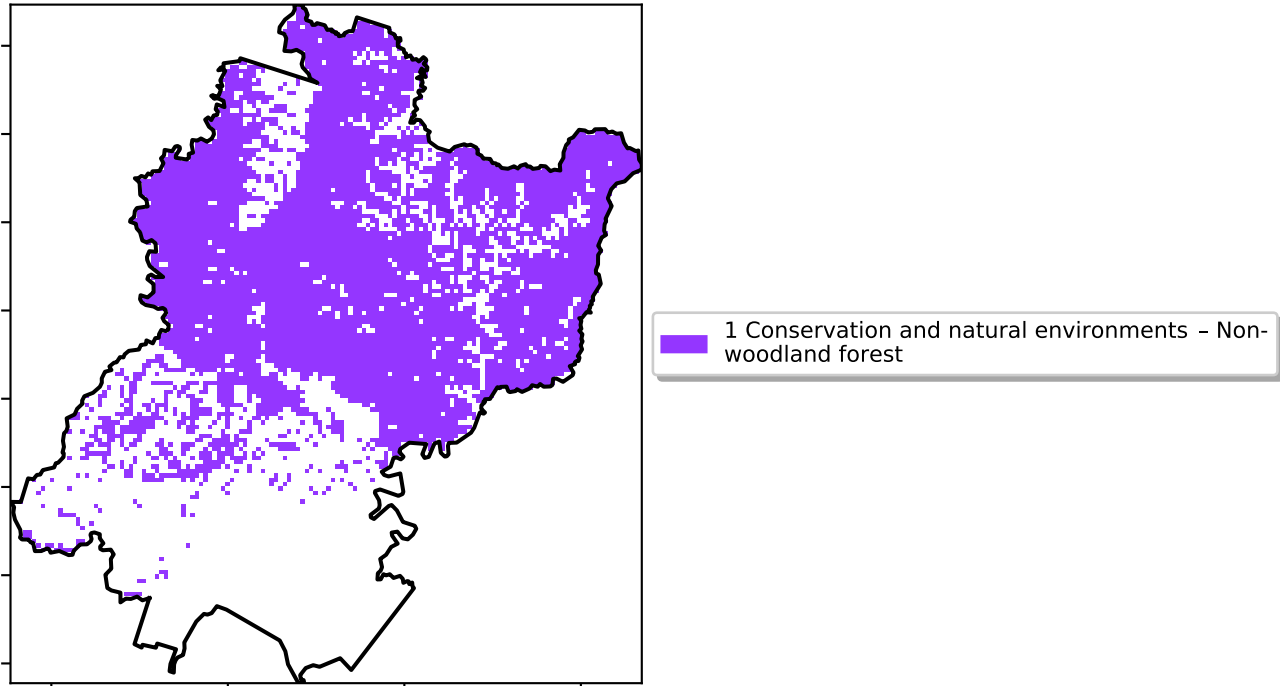 1 Conservation and natural environments – Non-
woodland forest